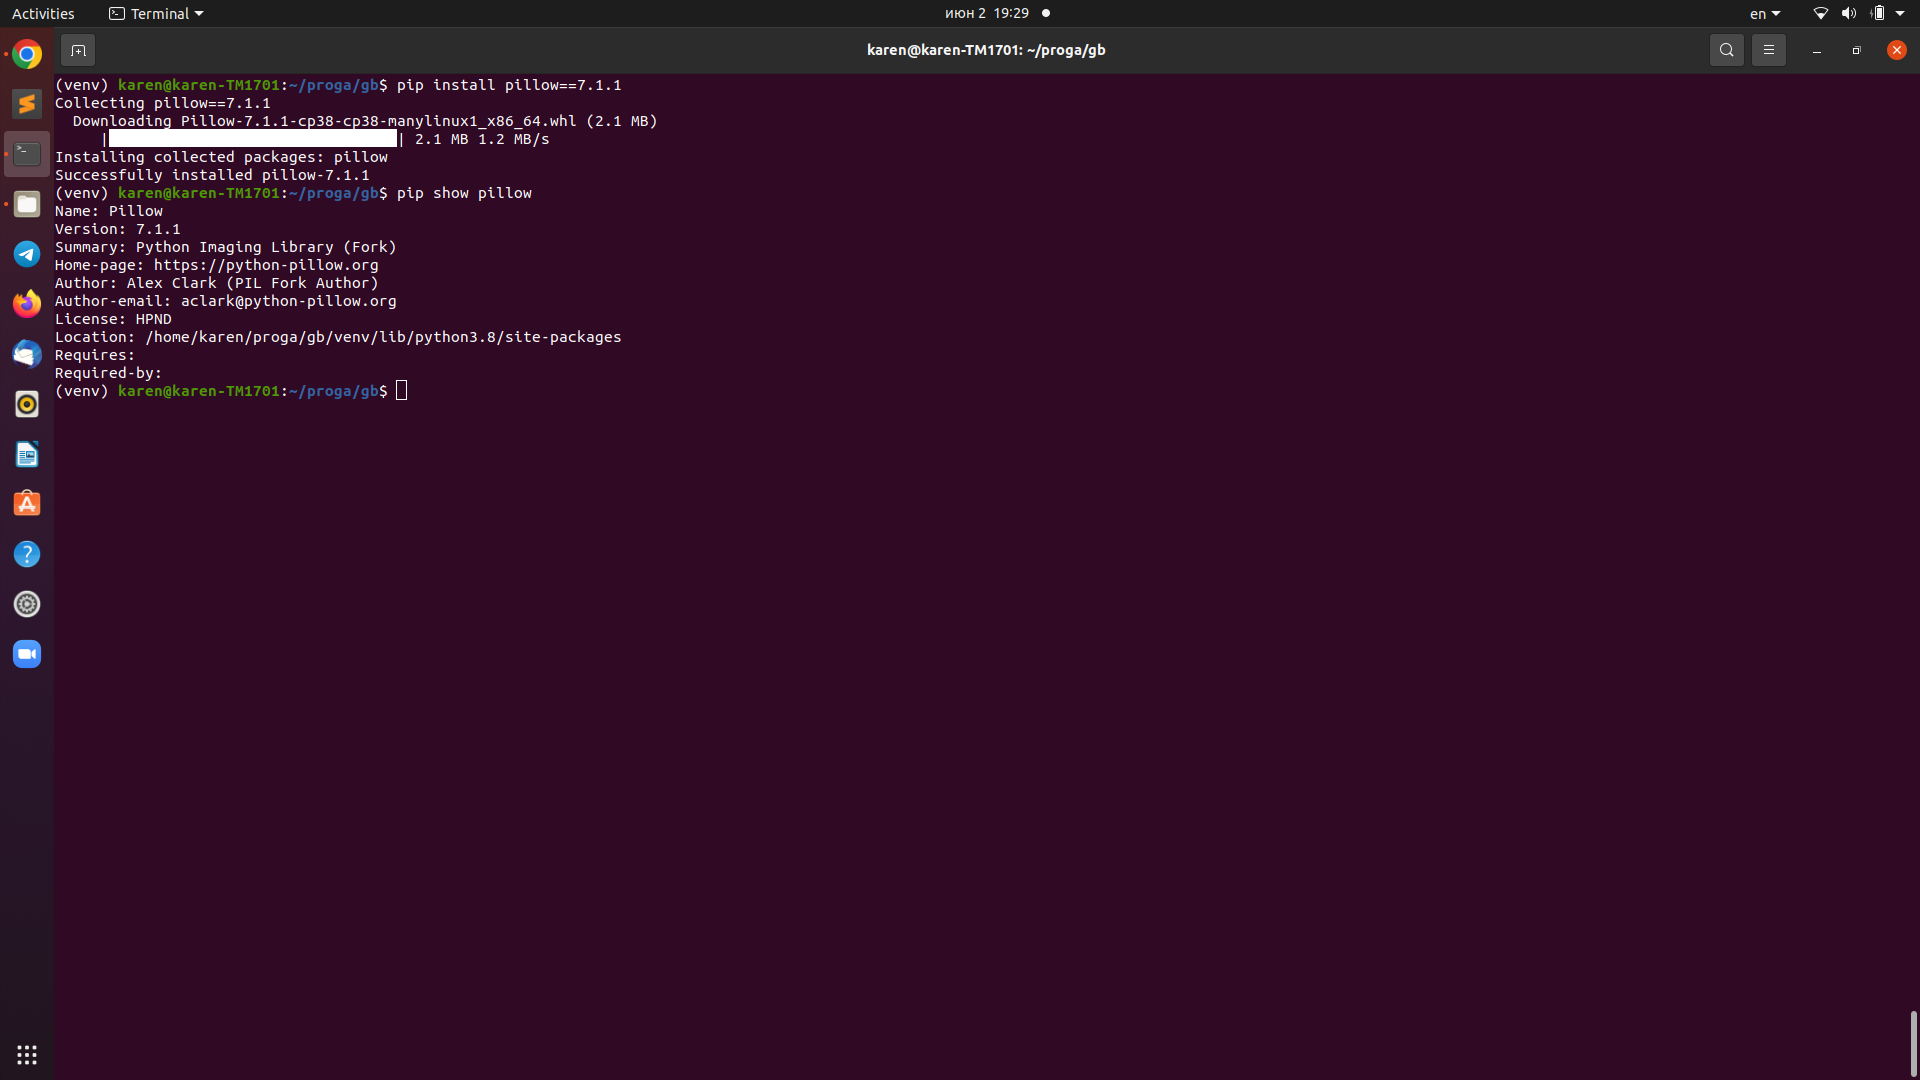 Activities
Terminal
июн 2 19:29
en
karen@karen-TM1701: ~/proga/gb
(venv) karen@karen-TM1701:~/proga/gb$ pip install pillow==7.1.1
Collecting pillow==7.1.1
  Downloading Pillow-7.1.1-cp38-cp38-manylinux1_x86_64.whl (2.1 MB)
     |████████████████████████████████| 2.1 MB 1.2 MB/s
Installing collected packages: pillow
Successfully installed pillow-7.1.1
(venv) karen@karen-TM1701:~/proga/gb$ pip show pillow
Name: Pillow
Version: 7.1.1
Summary: Python Imaging Library (Fork)
Home-page: https://python-pillow.org
Author: Alex Clark (PIL Fork Author)
Author-email: aclark@python-pillow.org
License: HPND
Location: /home/karen/proga/gb/venv/lib/python3.8/site-packages
Requires:
Required-by:
(venv) karen@karen-TM1701:~/proga/gb$